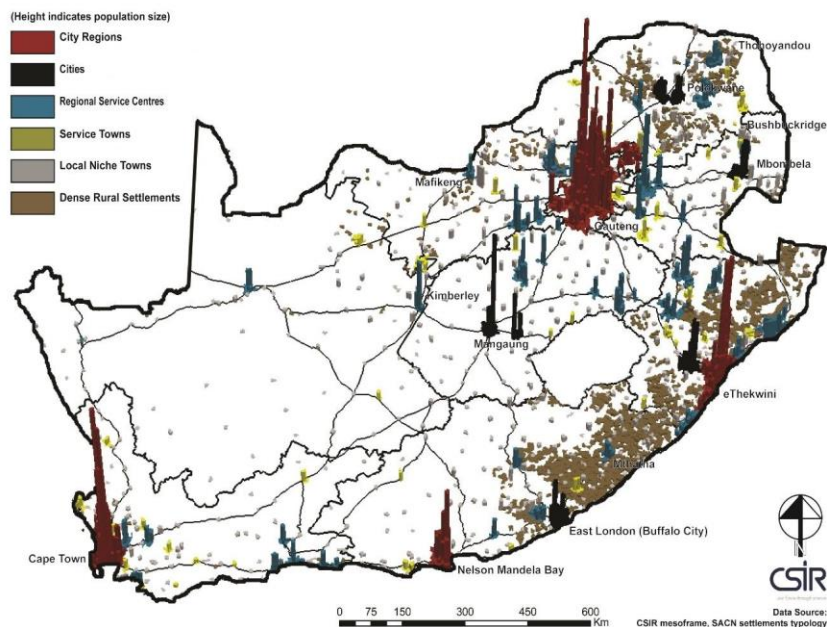 (Height indicates population size)
City Regions
Cities
Regional Service Centres
Service Towns
Local Niche Towns
Dense Rural Settlements
Thohoyandou
Polokwane
Bushbuckridge
Mbombela
Mafikeng
Gauteng
Kimberley
Mangaung
eThekwini
Mthatha
East London (Buffalo City)
Cape Town
Nelson Mandela Bay
N
CSIR
0 75 150 300 450 600
Km
Data Source:
CSIR mesoframe, SACN settlements typology